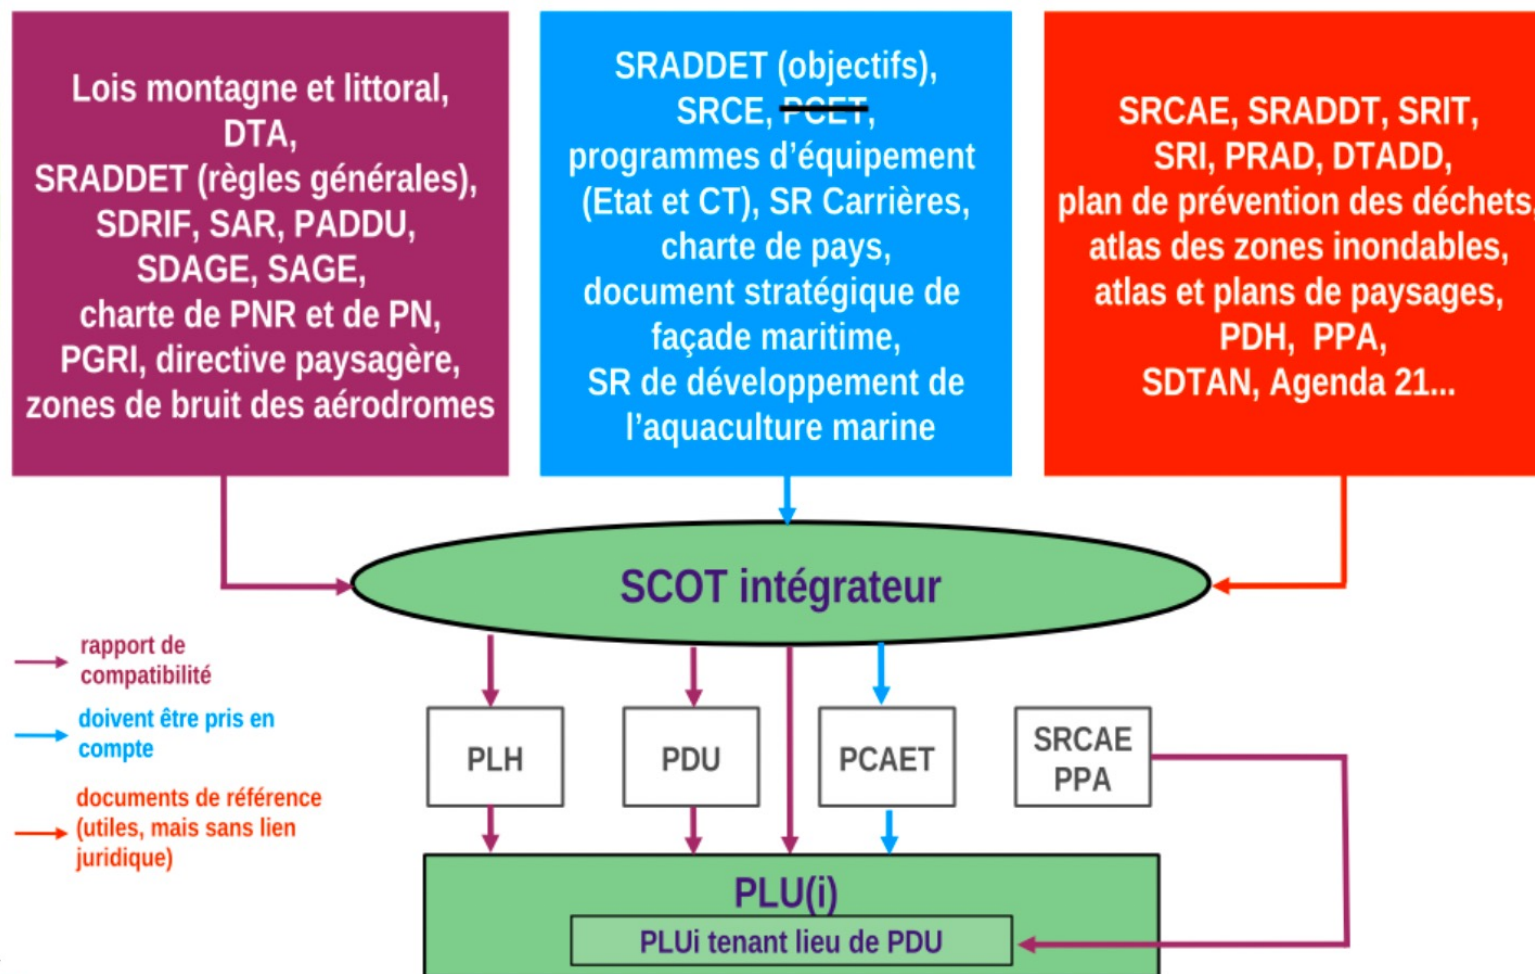 Lois montagne et littoral,
DTA,
SRADDET (règles générales),
SDRIF, SAR, PADDU,
SDAGE, SAGE,
charte de PNR et de PN,
PGRI, directive paysagère,
zones de bruit des aérodromes
SRADDET (objectifs),
SRCE, PCET,
programmes d'équipement
(Etat et CT), SR Carrières,
charte de pays,
document stratégique de
façade maritime,
SR de développement de
l'aquaculture marine
SRCAE, SRADDT, SRIT,
SRI, PRAD, DTADD,
plan de prévention des déchets,
atlas des zones inondables,
atlas et plans de paysages,
PDH, PPA,
SDTAN, Agenda 21...
SCOT intégrateur
rapport de
compatibilité
doivent être pris en
compte
documents de référence
(utiles, mais sans lien
juridique)
PLH
PDU
PCAET
SRCAE
PPA
PLU(i)
PLUi tenant lieu de PDU